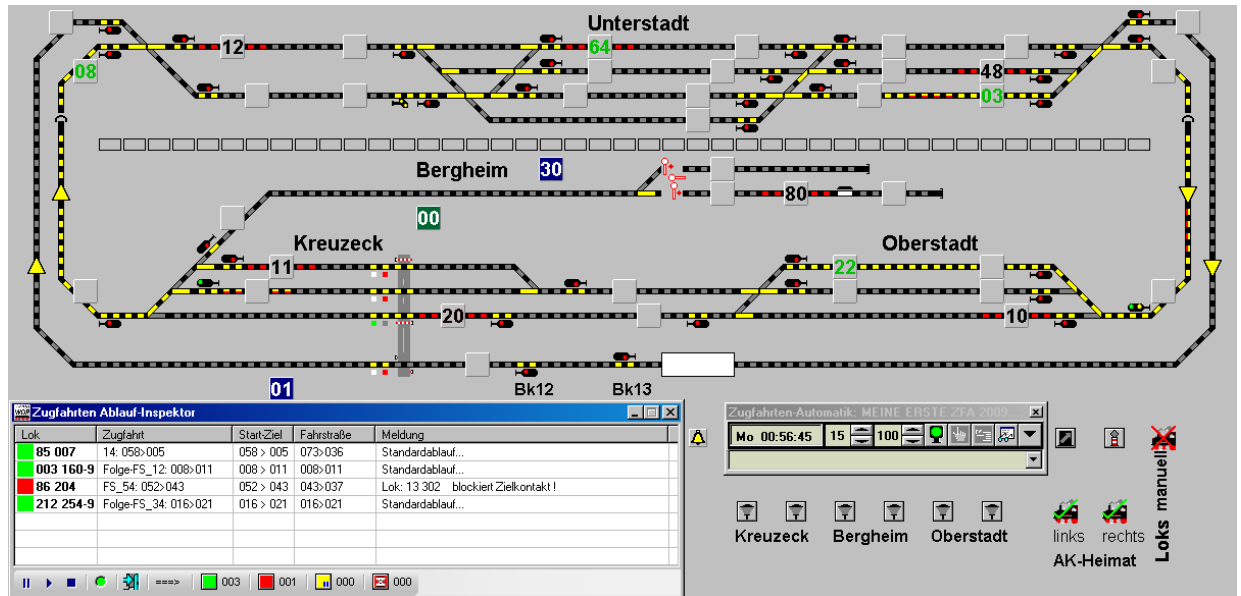 Unterstadt
12
64
08
48
03
Bergheim
30
80
00
Kreuzeck
Oberstadt
11
22
20
10
Bk12
Bk13
01
Zugfahrten Ablauf-Inspektor
Lok Zugfahrt Start-Ziel Fahrstraße Meldung
85 007 14: 058>005 058 > 005 073>036 Standardablauf...
003 160-9 Folge-FS_12: 008>011 008 > 011 008>011 Standardablauf...
86 204 FS_54: 052>043 052 > 043 043>037 Lok: 13 302 blockiert Zielkontakt !
212 254-9 Folge-FS_34: 016>021 016 > 021 016>021 Standardablauf...
===> 003 001 000 000
Zugfahrten-Automatik: MEINE ERSTE ZFA 2009
Mo 00:56:45 15 100
Kreuzeck Bergheim Oberstadt
links rechts
AK-Heimat
Loks manuell